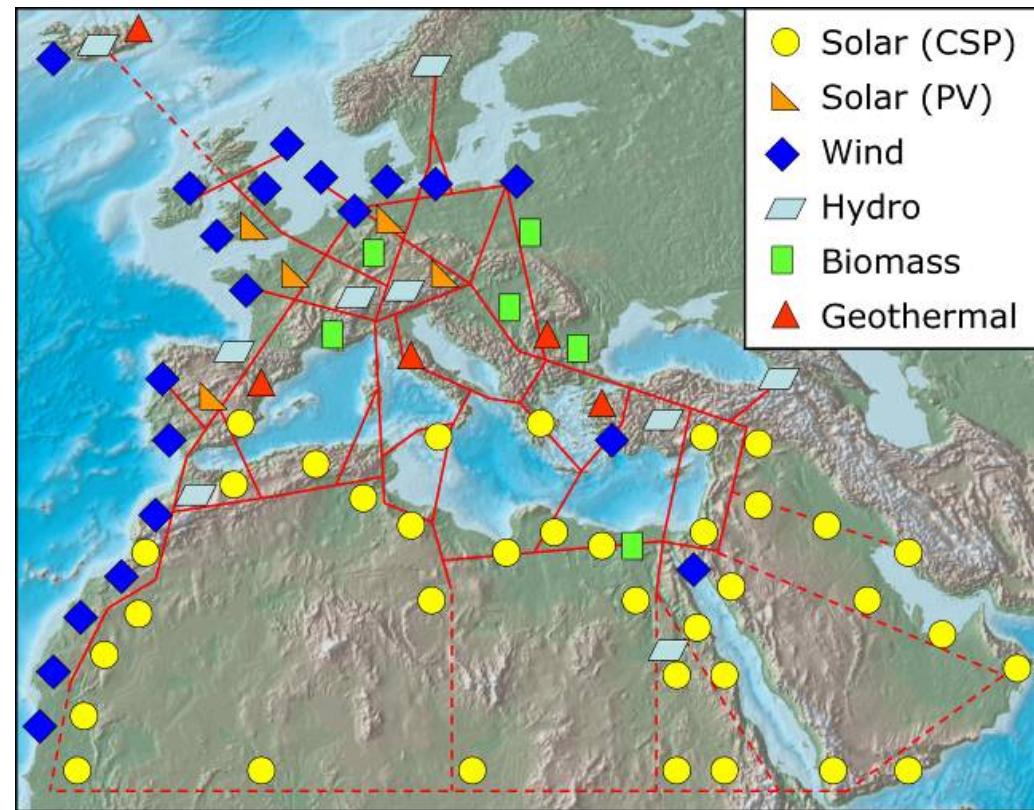 Solar (CSP)
Solar (PV)
Wind
Hydro
Biomass
Geothermal